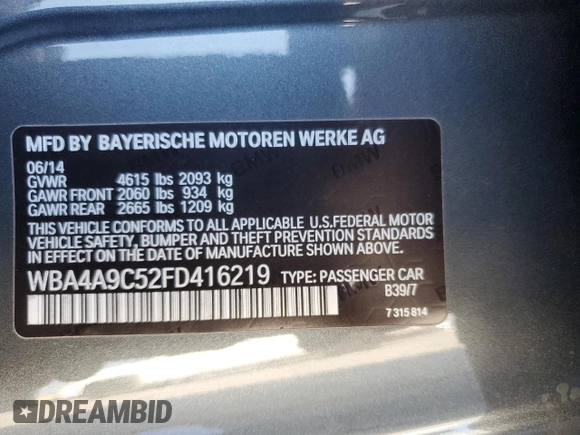 MFD BY BAYERISCHE MOTOREN WERKE AG
06/14
GVWR 4615 lbs 2093 kg
GAWR FRONT 2060 lbs 934 kg
GAWR REAR 2665 lbs 1209 kg
THIS VEHICLE CONFORMS TO ALL APPLICABLE U.S.FEDERAL MOTOR
VEHICLE SAFETY, BUMPER AND THEFT PREVENTION STANDARDS
IN EFFECT ON THE DATE OF MANUFACTURE SHOWN ABOVE.
WBA4A9C52FD416219 TYPE: PASSENGER CAR
B39/7
7 315 814
DREAMBID